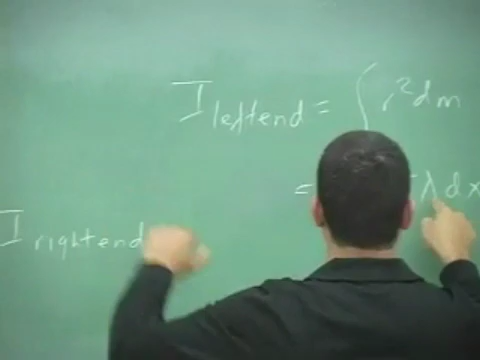 I leftend = ∫ r²dm
= λdx
I rightend